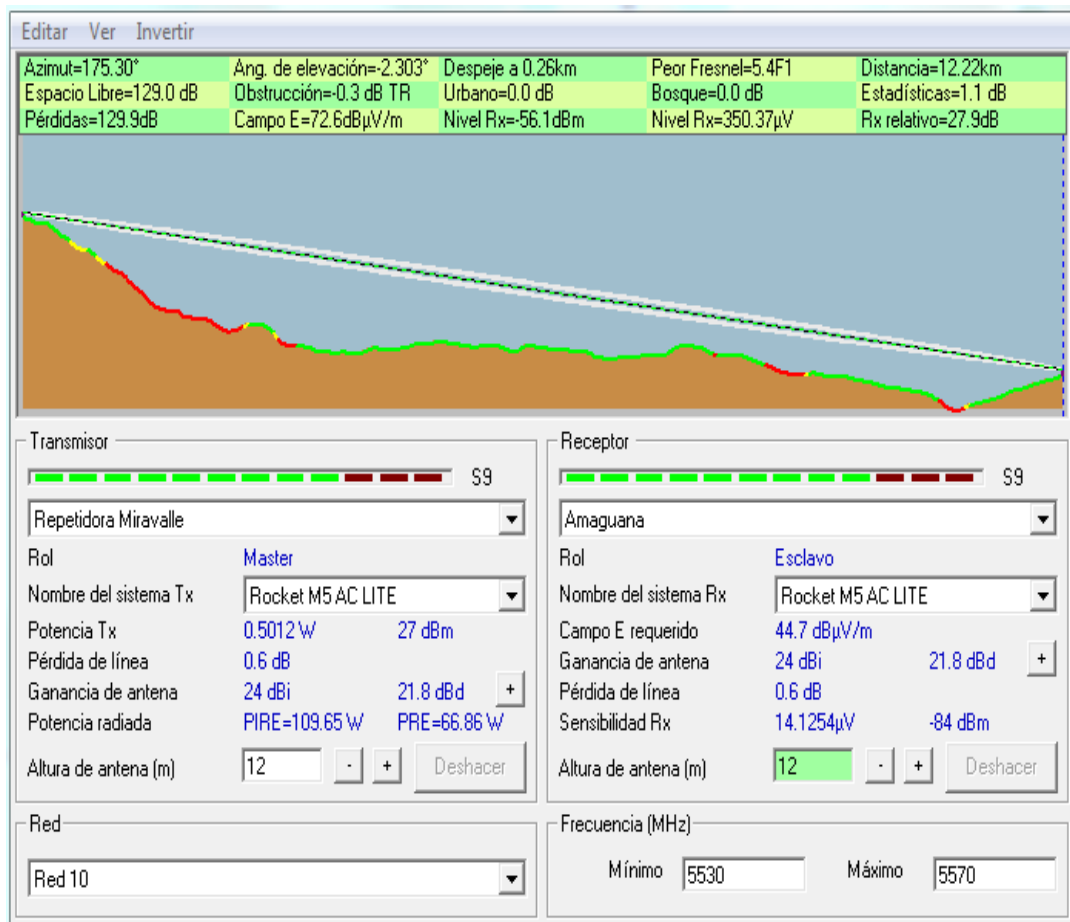 Editar Ver Invertir
Azimut=175.30° Ang. de elevación=-2.303° Despeje a 0.26km Peor Fresnel=5.4F1 Distancia=12.22km
Espacio Libre=129.0 dB Obstrucción=-0.3 dB TR Urbano=0.0 dB Bosque=0.0 dB Estadísticas=1.1 dB
Pérdidas=129.9dB Campo E=72.6dBµV/m Nivel Rx=-56.1dBm Nivel Rx=350.37µV Rx relativo=27.9dB
Transmisor
S9
Repetidora Miravalle
Rol Master
Nombre del sistema Tx Rocket M5 AC LITE
Potencia Tx 0.5012 W 27 dBm
Pérdida de línea 0.6 dB
Ganancia de antena 24 dBi 21.8 dBd +
Potencia radiada PIRE=109.65 W PRE=66.86 W
Altura de antena (m) 12 - + Deshacer
Receptor
S9
Amaguana
Rol Esclavo
Nombre del sistema Rx Rocket M5 AC LITE
Campo E requerido 44.7 dBµV/m
Ganancia de antena 24 dBi 21.8 dBd +
Pérdida de línea 0.6 dB
Sensibilidad Rx 14.1254µV -84 dBm
Altura de antena (m) 12 - + Deshacer
Red
Red 10
Frecuencia (MHz)
Mínimo 5530 Máximo 5570